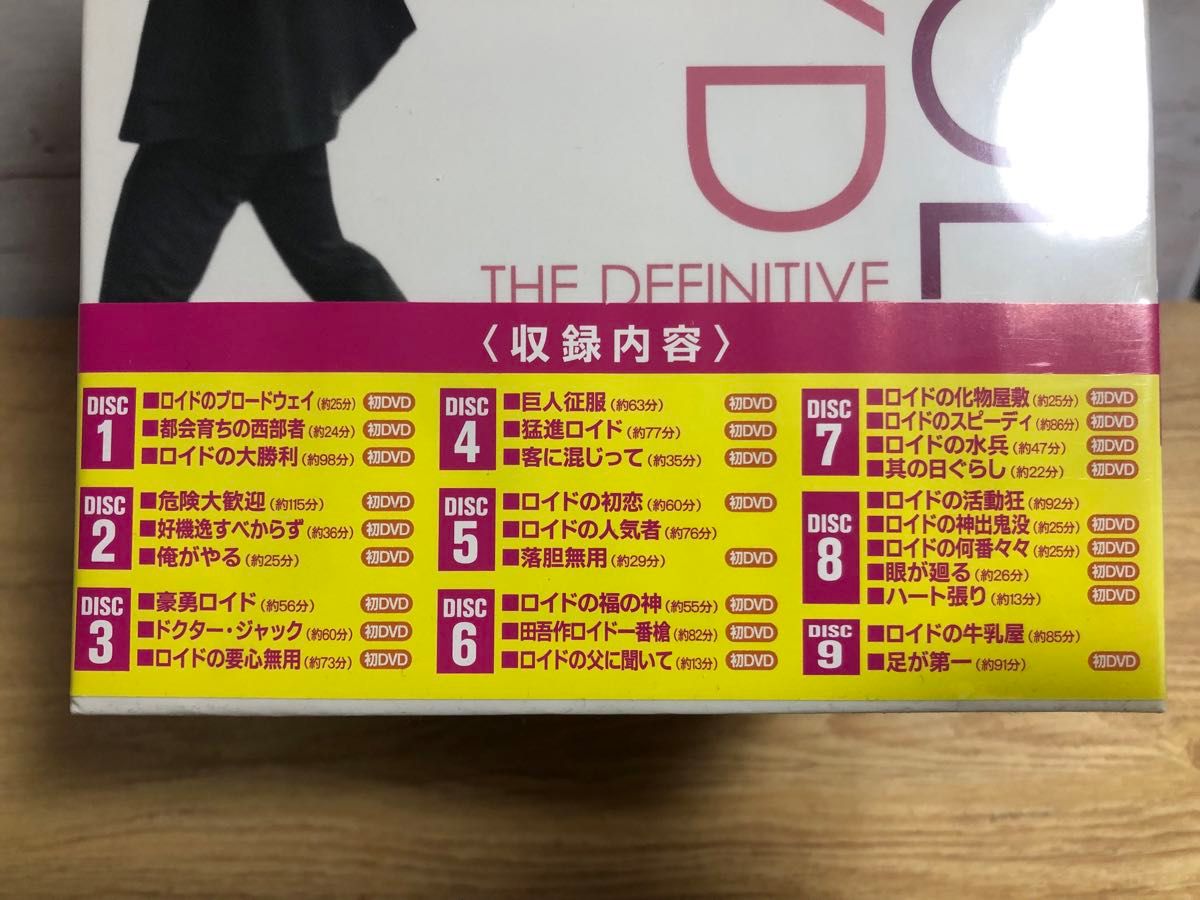 THE DEFINITIVE
〈収録内容〉
DISC 1
■ロイドのブロードウェイ(約25分) 初DVD
■都会育ちの西部者(約24分) 初DVD
■ロイドの大勝利(約98分) 初DVD
DISC 2
■危険大歓迎(約115分)
■好機逸すべからず(約36分) 初DVD
■俺がやる(約25分) 初DVD
DISC 3
■豪勇ロイド(約56分) 初DVD
■ドクター・ジャック(約60分) 初DVD
■ロイドの要心無用(約73分) 初DVD
DISC 4
■巨人征服(約63分) 初DVD
■猛進ロイド(約77分) 初DVD
■客に混じって(約35分) 初DVD
DISC 5
■ロイドの初恋(約60分) 初DVD
■ロイドの人気者(約76分)
■落胆無用(約29分) 初DVD
DISC 6
■ロイドの福の神(約55分) 初DVD
■田吾作ロイド一番槍(約82分) 初DVD
■ロイドの父に聞いて(約13分) 初DVD
DISC 7
■ロイドの化物屋敷(約25分) 初DVD
■ロイドのスピーディ(約86分) 初DVD
■ロイドの水兵(約47分) 初DVD
■其の日ぐらし(約22分) 初DVD
DISC 8
■ロイドの活動狂(約92分)
■ロイドの神出鬼没(約25分) 初DVD
■ロイドの何番々々(約25分) 初DVD
■眼が廻る(約26分) 初DVD
■ハート張り(約13分) 初DVD
DISC 9
■ロイドの牛乳屋(約85分)
■足が第一(約91分) 初DVD